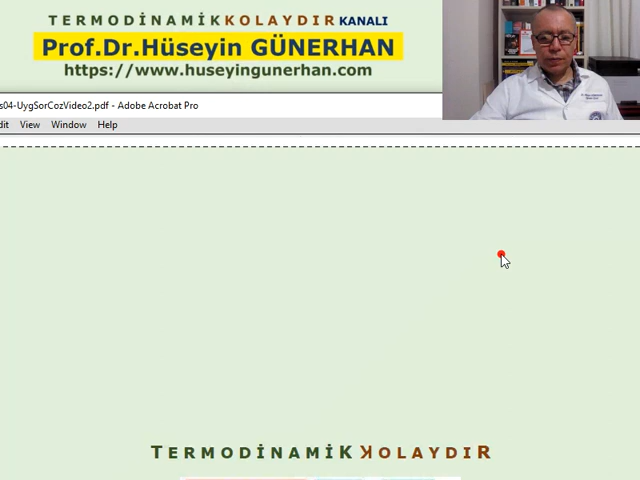 TERMODİNAMİKKOLAYDIR KANALI
Prof.Dr.Hüseyin GÜNERHAN
https://www.huseyingunerhan.com
s04-UygSorCozVideo2.pdf - Adobe Acrobat Pro
dit View Window Help
TERMODİNAMİK KOLAYDIR